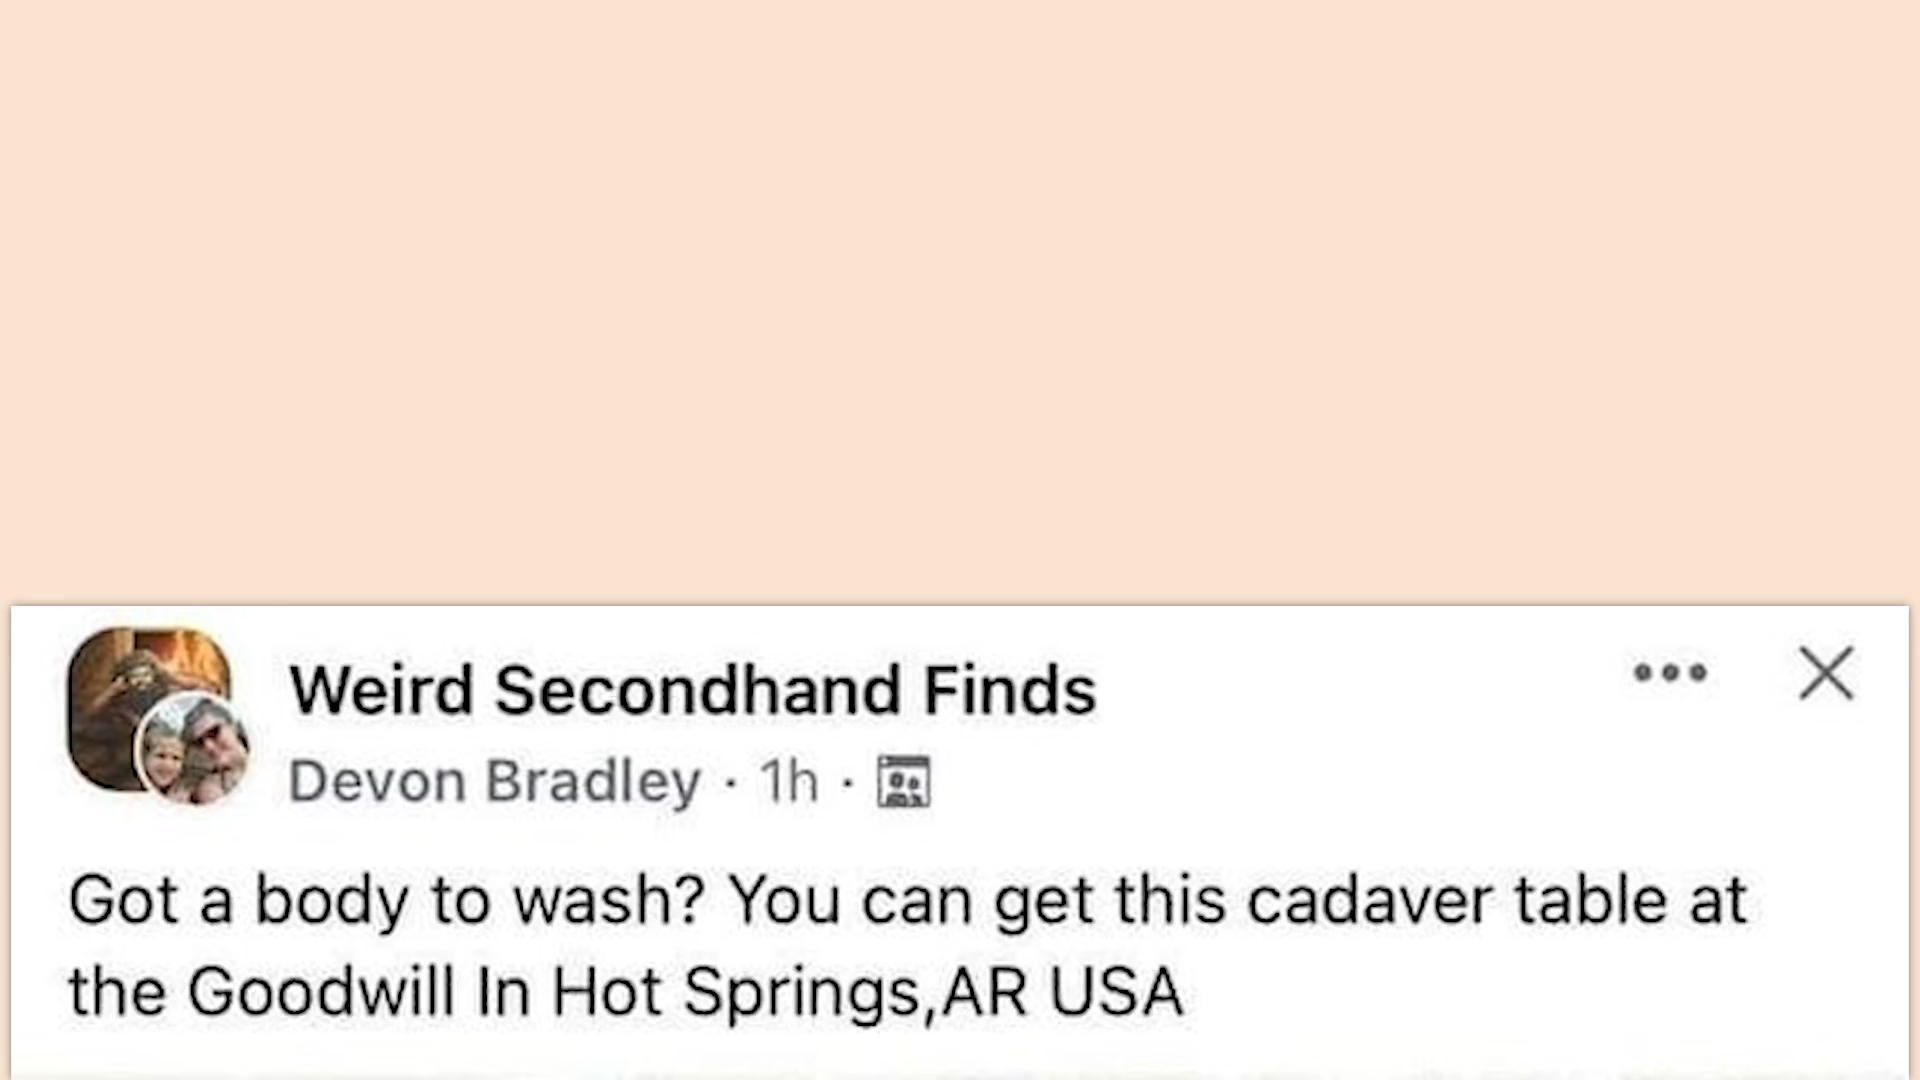 Weird Secondhand Finds
Devon Bradley · 1h ·
Got a body to wash? You can get this cadaver table at
the Goodwill In Hot Springs,AR USA